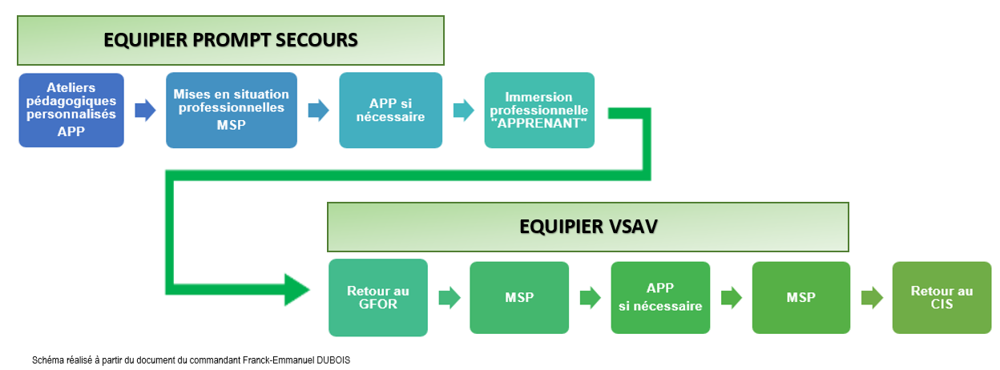 EQUIPIER PROMPT SECOURS
Ateliers
pédagogiques
personnalisés
APP
Mises en situation
professionnelles
MSP
APP si
nécessaire
Immersion
professionnelle
"APPRENANT"
EQUIPIER VSAV
Retour au
GFOR
MSP
APP
si nécessaire
MSP
Retour au
CIS
Schéma réalisé à partir du document du commandant Franck-Emmanuel DUBOIS